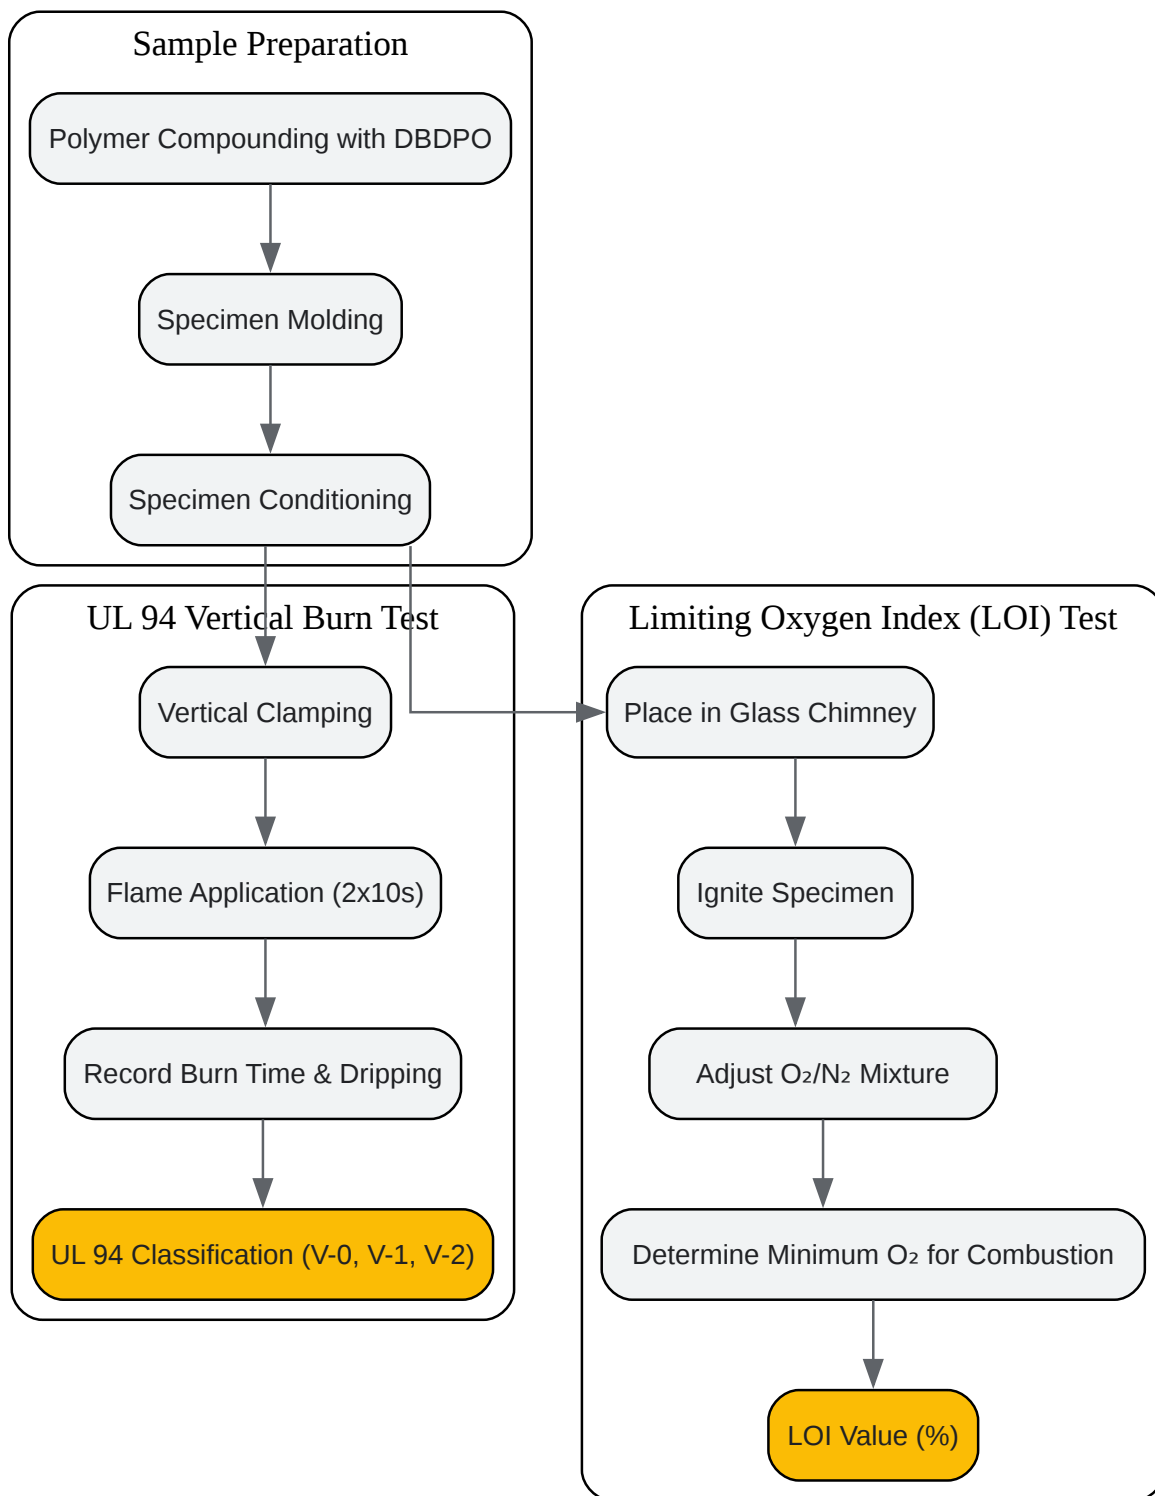 Sample Preparation
Polymer Compounding with DBDPO
Specimen Molding
Specimen Conditioning
UL 94 Vertical Burn Test
Vertical Clamping
Flame Application (2x10s)
Record Burn Time & Dripping
UL 94 Classification (V-0, V-1, V-2)
Limiting Oxygen Index (LOI) Test
Place in Glass Chimney
Ignite Specimen
Adjust O₂/N₂ Mixture
Determine Minimum O₂ for Combustion
LOI Value (%)